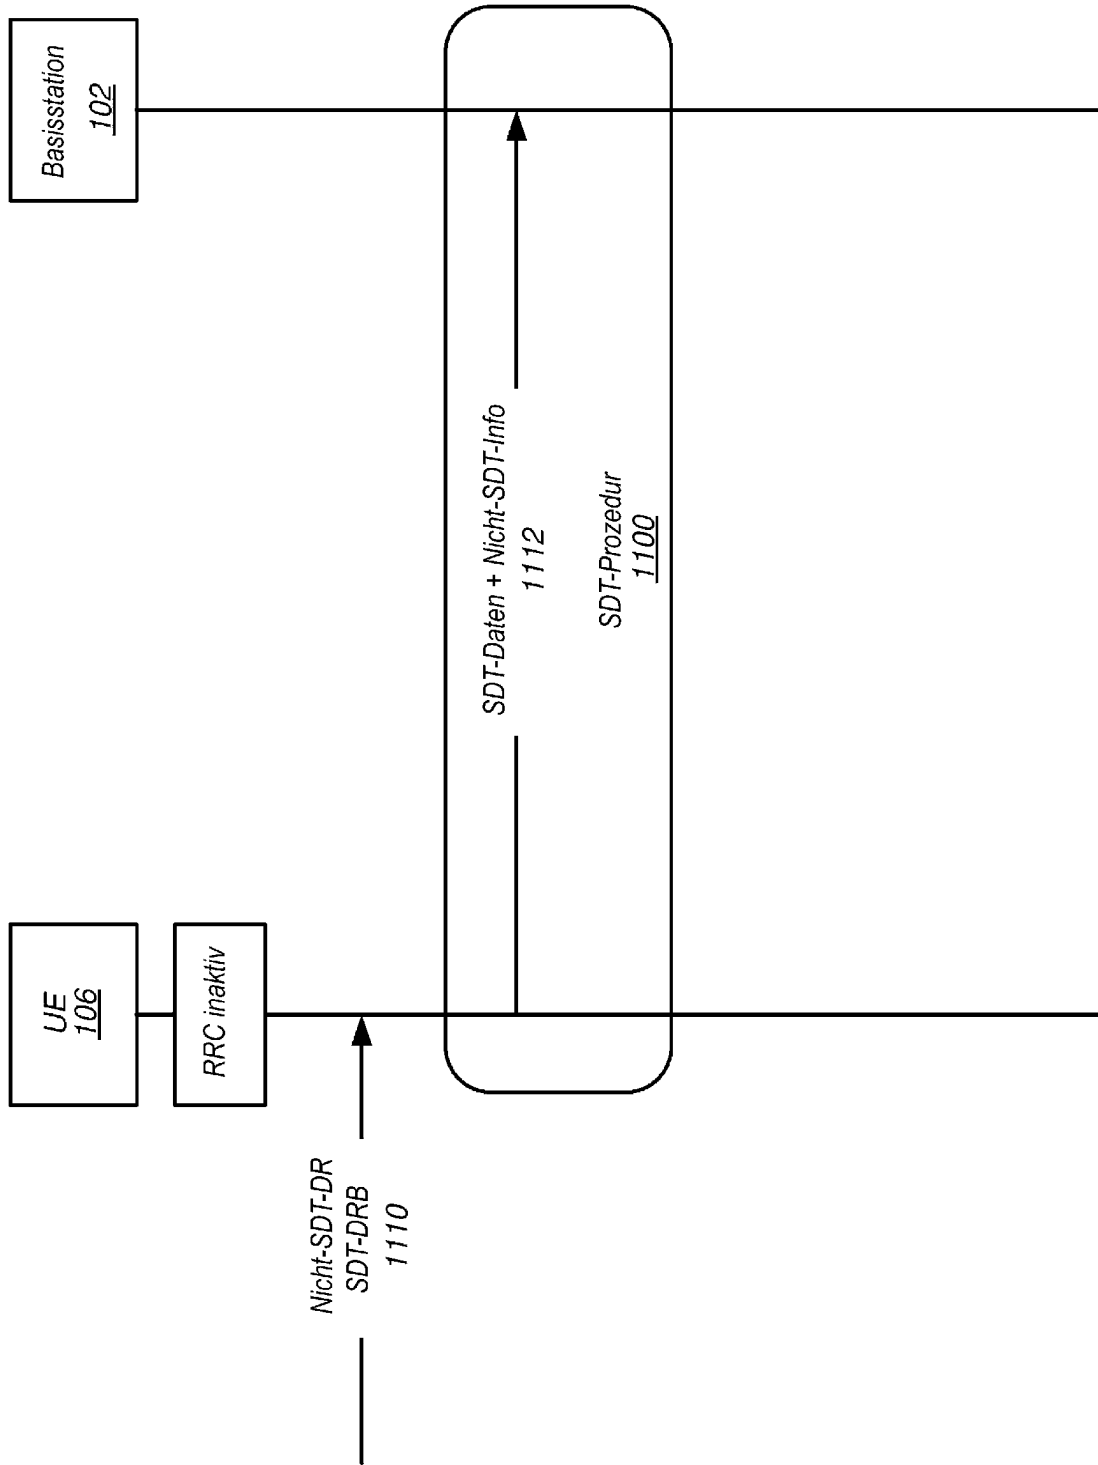 UE
106
Basisstation
102
RRC inaktiv
Nicht-SDT-DR
SDT-DRB
1110
SDT-Daten + Nicht-SDT-Info
1112
SDT-Prozedur
1100